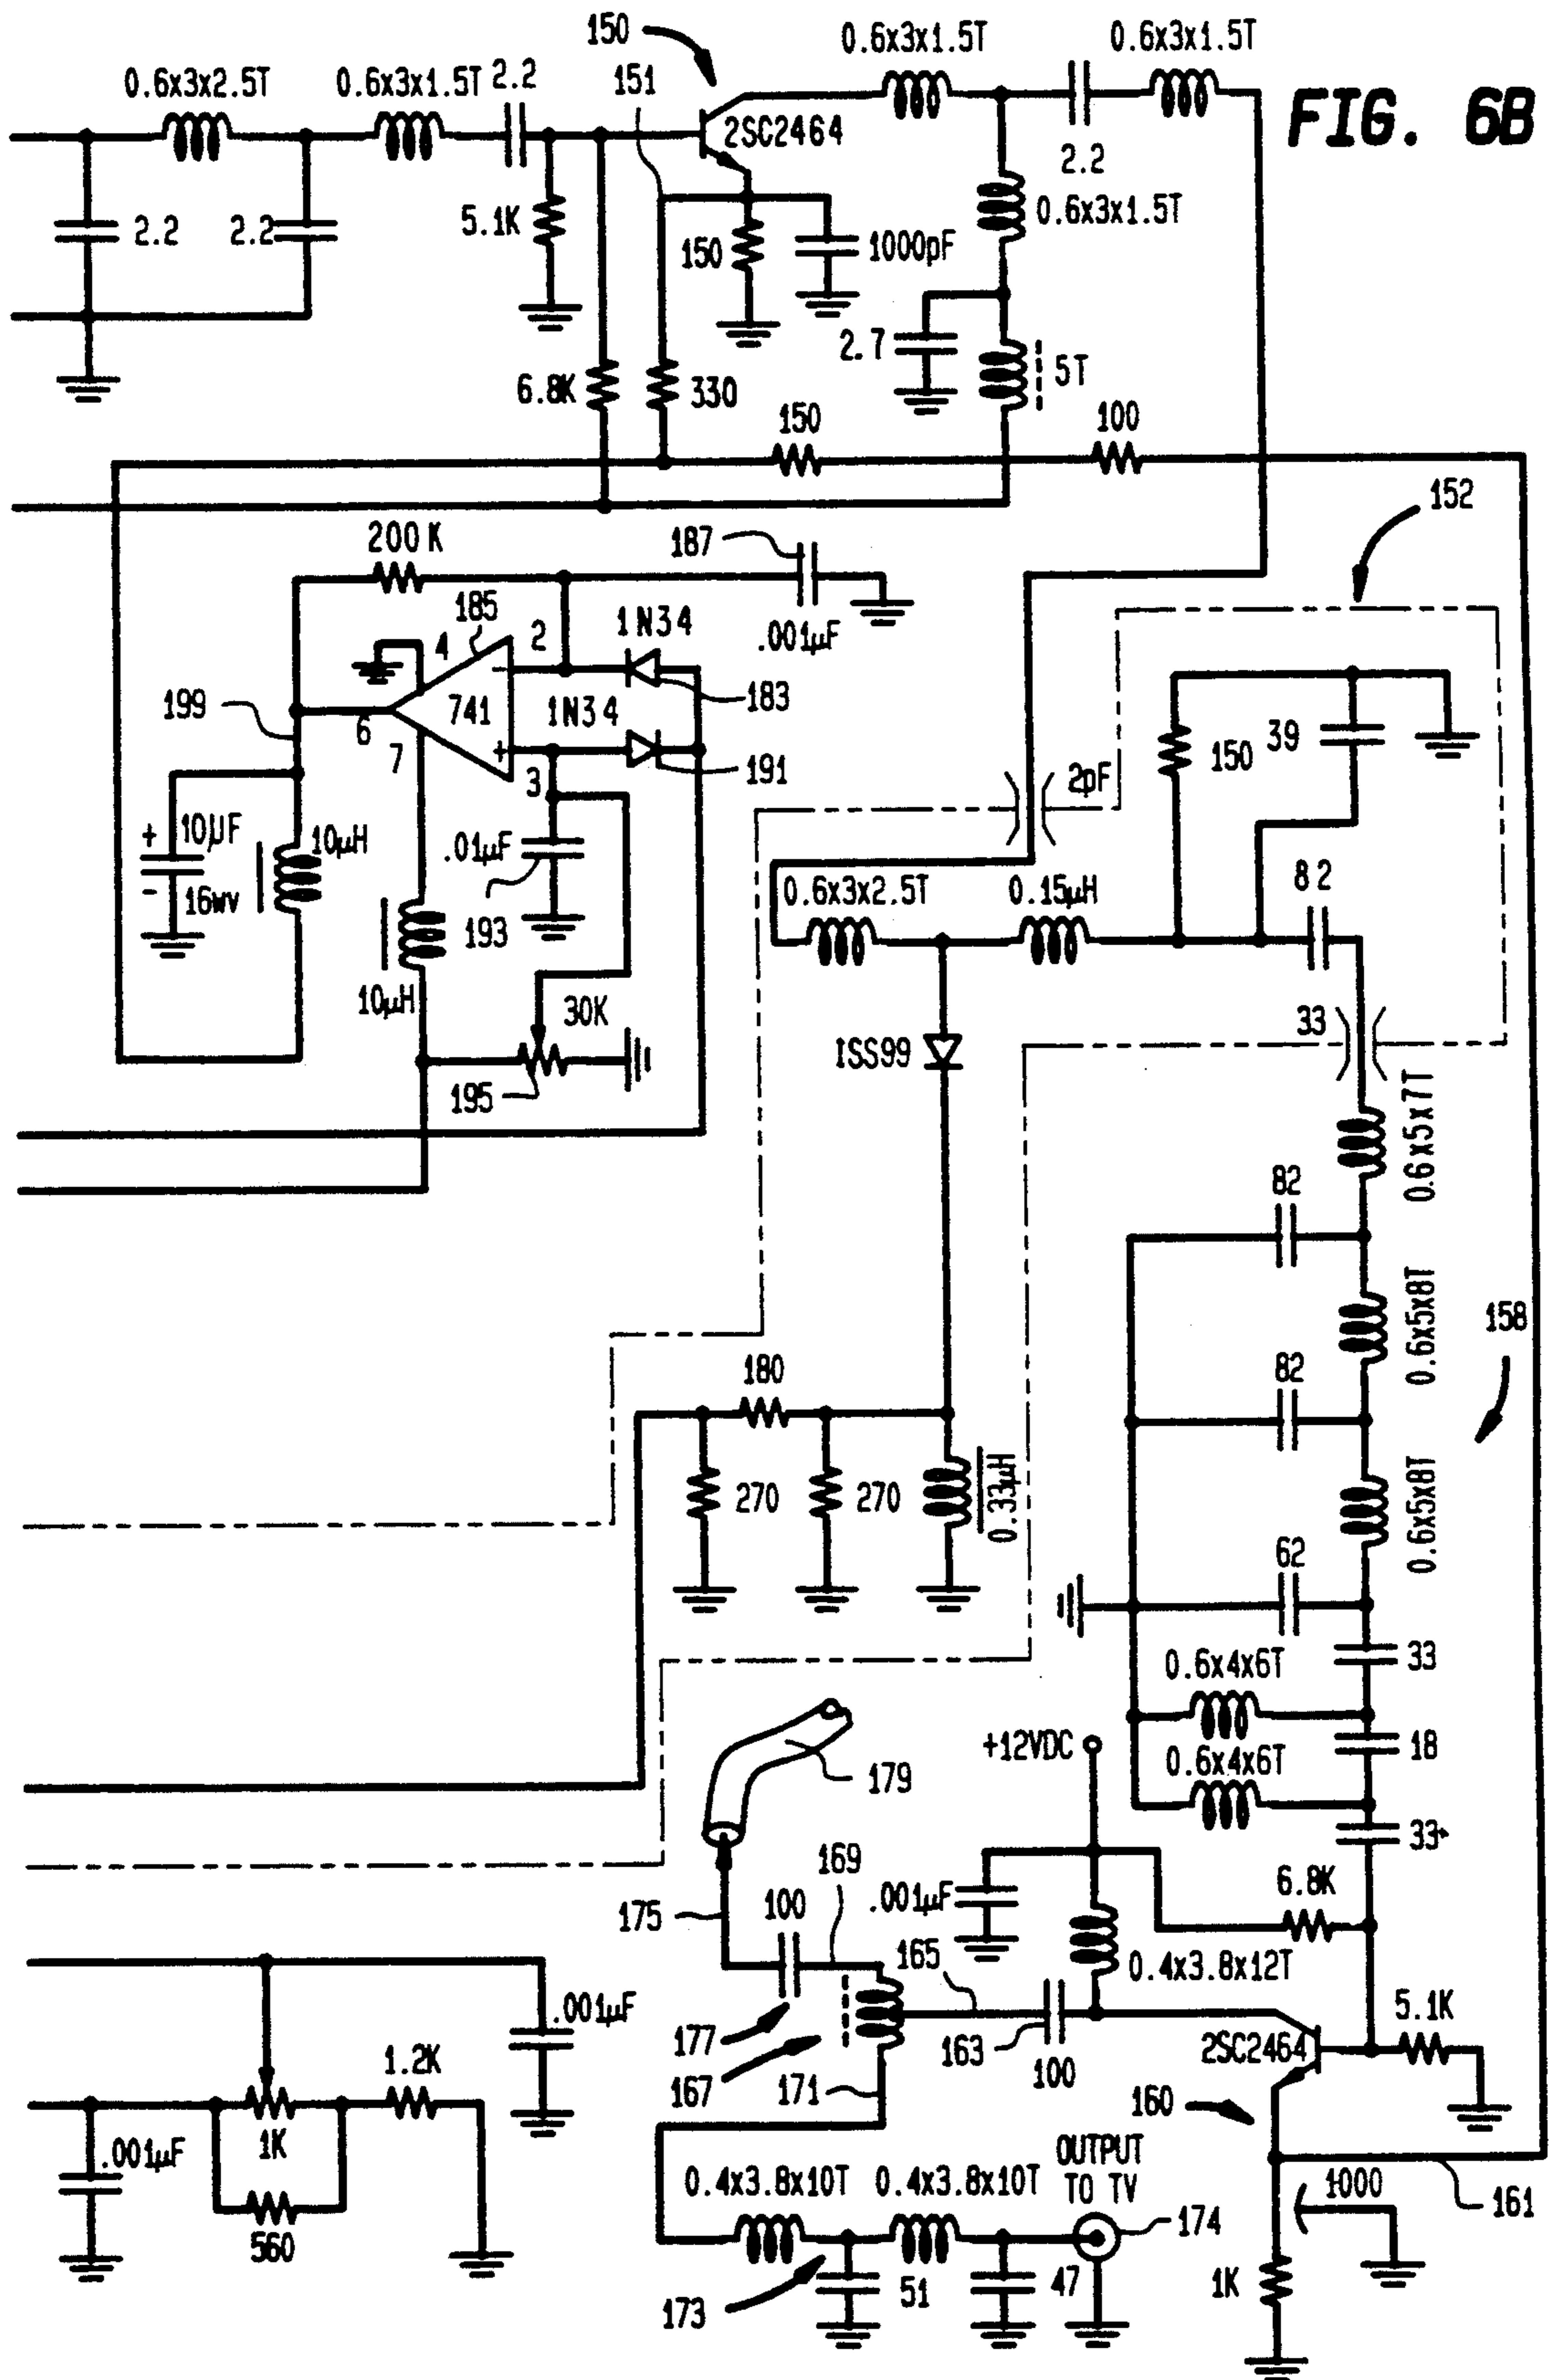 FIG. 6B
150
0.6x3x1.5T
0.6x3x1.5T
0.6x3x2.5T
0.6x3x1.5T
2.2
151
2SC2464
2.2
2.2
2.2
5.1K
150
1000pF
0.6x3x1.5T
2.7
5T
6.8K
330
150
100
152
200K
187
.001µF
185
4
2
1N34
183
741
1N34
199
6
7
3
191
2pF
150
39
+
10µF
-
16wv
10µH
.01µF
193
82
0.6x3x2.5T
0.15µH
10µH
30K
195
33
1SS99
0.6x5x7T
82
0.6x5x8T
158
82
180
0.6x5x8T
270
270
0.33µH
62
33
0.6x4x6T
+12VDC
18
0.6x4x6T
179
33
169
.001µF
6.8K
175
100
165
0.4x3.8x12T
.001µF
177
163
100
2SC2464
5.1K
1.2K
167
171
160
1K
.001µF
560
OUTPUT
TO TV
0.4x3.8x10T
0.4x3.8x10T
174
1000
161
173
51
47
1K